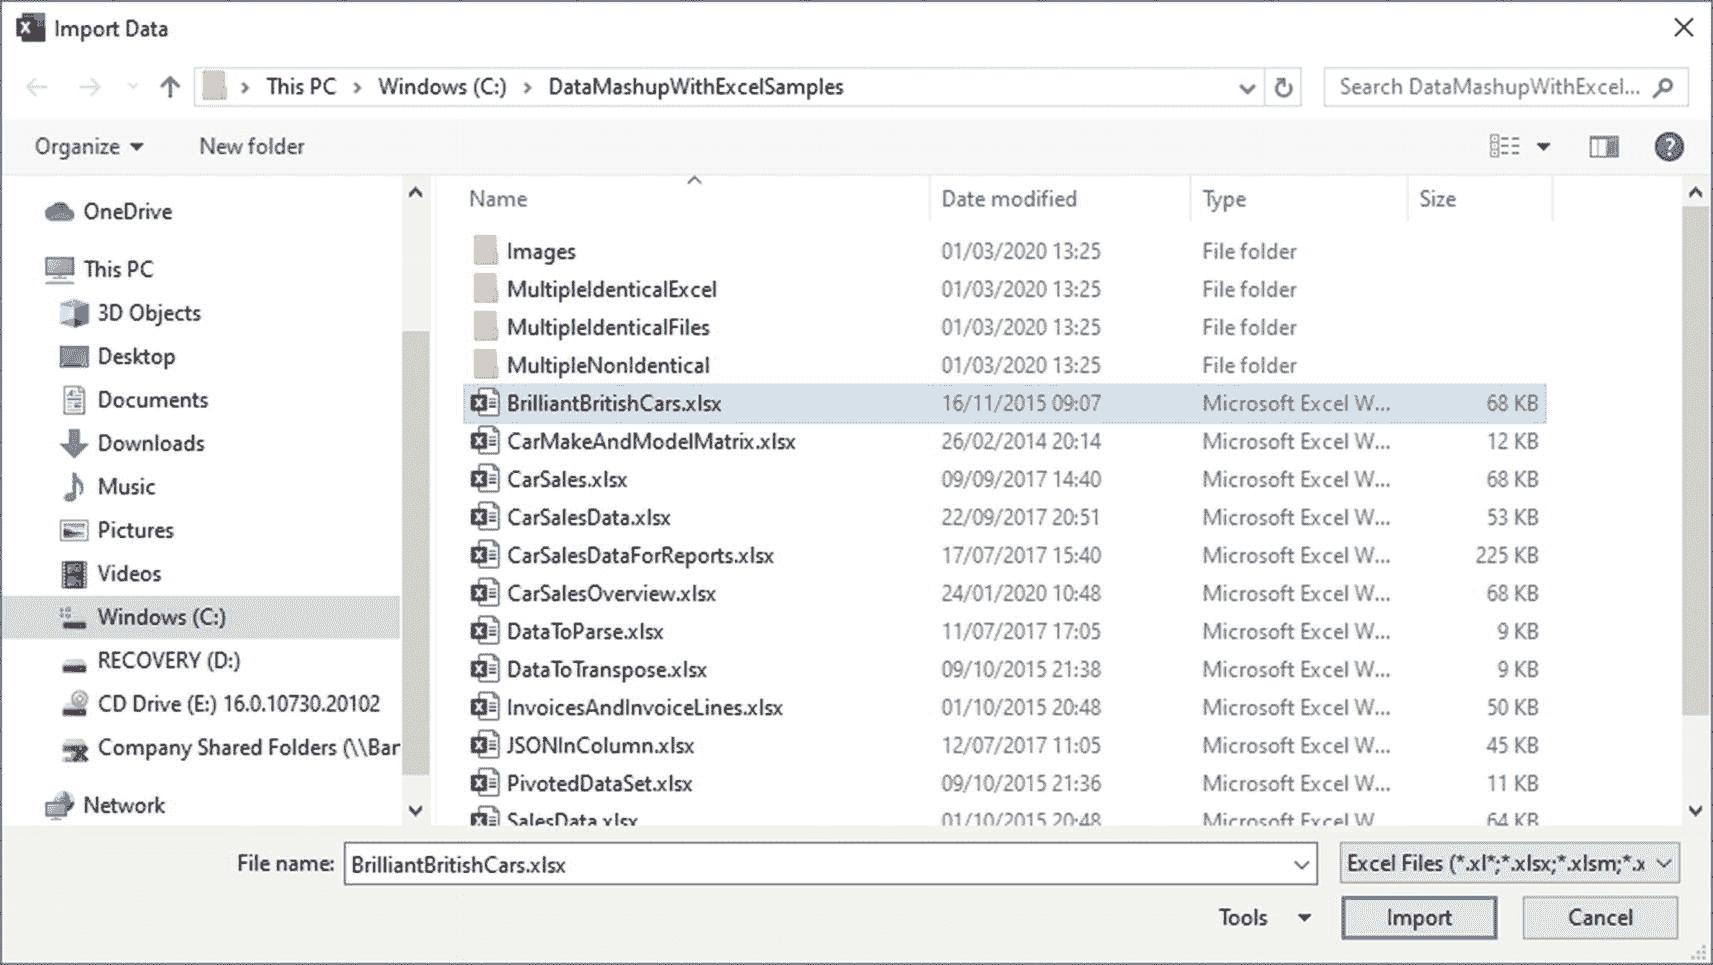 Import Data
This PC > Windows (C:) > DataMashupWithExcelSamples
Search DataMashupWithExcel...
Organize
New folder
Name Date modified Type Size
OneDrive
This PC
3D Objects
Desktop
Documents
Downloads
Music
Pictures
Videos
Windows (C:)
RECOVERY (D:)
CD Drive (E:) 16.0.10730.20102
Company Shared Folders (\\Bar
Network
Images 01/03/2020 13:25 File folder
MultipleIdenticalExcel 01/03/2020 13:25 File folder
MultipleIdenticalFiles 01/03/2020 13:25 File folder
MultipleNonIdentical 01/03/2020 13:25 File folder
BrilliantBritishCars.xlsx 16/11/2015 09:07 Microsoft Excel W... 68 KB
CarMakeAndModelMatrix.xlsx 26/02/2014 20:14 Microsoft Excel W... 12 KB
CarSales.xlsx 09/09/2017 14:40 Microsoft Excel W... 68 KB
CarSalesData.xlsx 22/09/2017 20:51 Microsoft Excel W... 53 KB
CarSalesDataForReports.xlsx 17/07/2017 15:40 Microsoft Excel W... 225 KB
CarSalesOverview.xlsx 24/01/2020 10:48 Microsoft Excel W... 68 KB
DataToParse.xlsx 11/07/2017 17:05 Microsoft Excel W... 9 KB
DataToTranspose.xlsx 09/10/2015 21:38 Microsoft Excel W... 9 KB
InvoicesAndInvoiceLines.xlsx 01/10/2015 20:48 Microsoft Excel W... 50 KB
JSONInColumn.xlsx 12/07/2017 11:05 Microsoft Excel W... 45 KB
PivotedDataSet.xlsx 09/10/2015 21:36 Microsoft Excel W... 11 KB
SalesData.xlsx 01/10/2015 20:48 Microsoft Excel W... 64 KB
File name: BrilliantBritishCars.xlsx
Excel Files (*.xl*;*.xlsx;*.xlsm;*.x
Tools
Import
Cancel